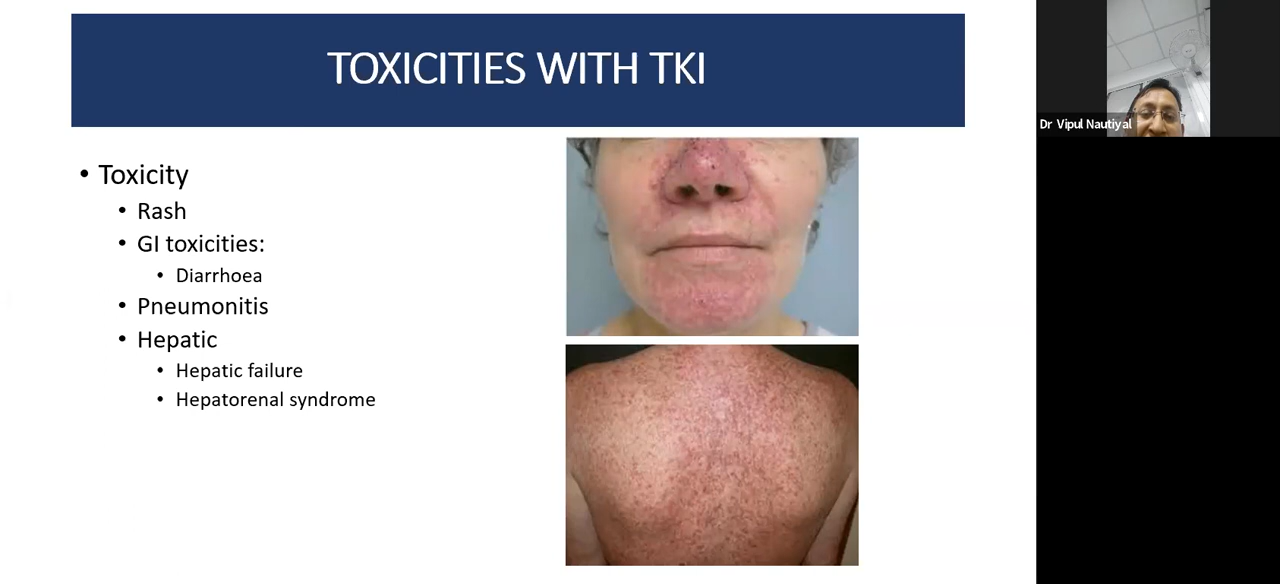 TOXICITIES WITH TKI
• Toxicity
• Rash
• GI toxicities:
• Diarrhoea
• Pneumonitis
• Hepatic
• Hepatic failure
• Hepatorenal syndrome
Dr Vipul Nautiyal